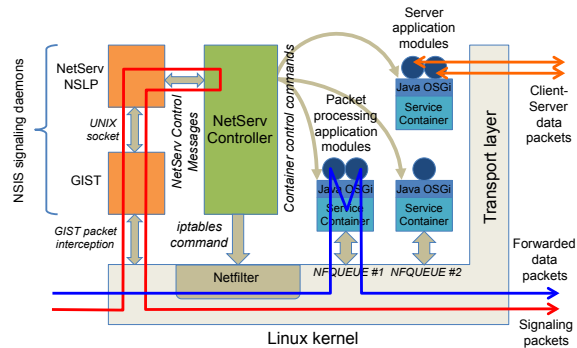 NSIS signaling daemons
NetServ
NSLP
UNIX
socket
GIST
GIST packet
interception
NetServ Control
Messages
NetServ
Controller
iptables
command
Container control commands
Packet
processing
application
modules
Java OSGi
Service
Container
NFQUEUE #1
Java OSGi
Service
Container
NFQUEUE #2
Server
application
modules
Java OSGi
Service
Container
Transport layer
Client-
Server
data
packets
Forwarded
data
packets
Signaling
packets
Netfilter
Linux kernel